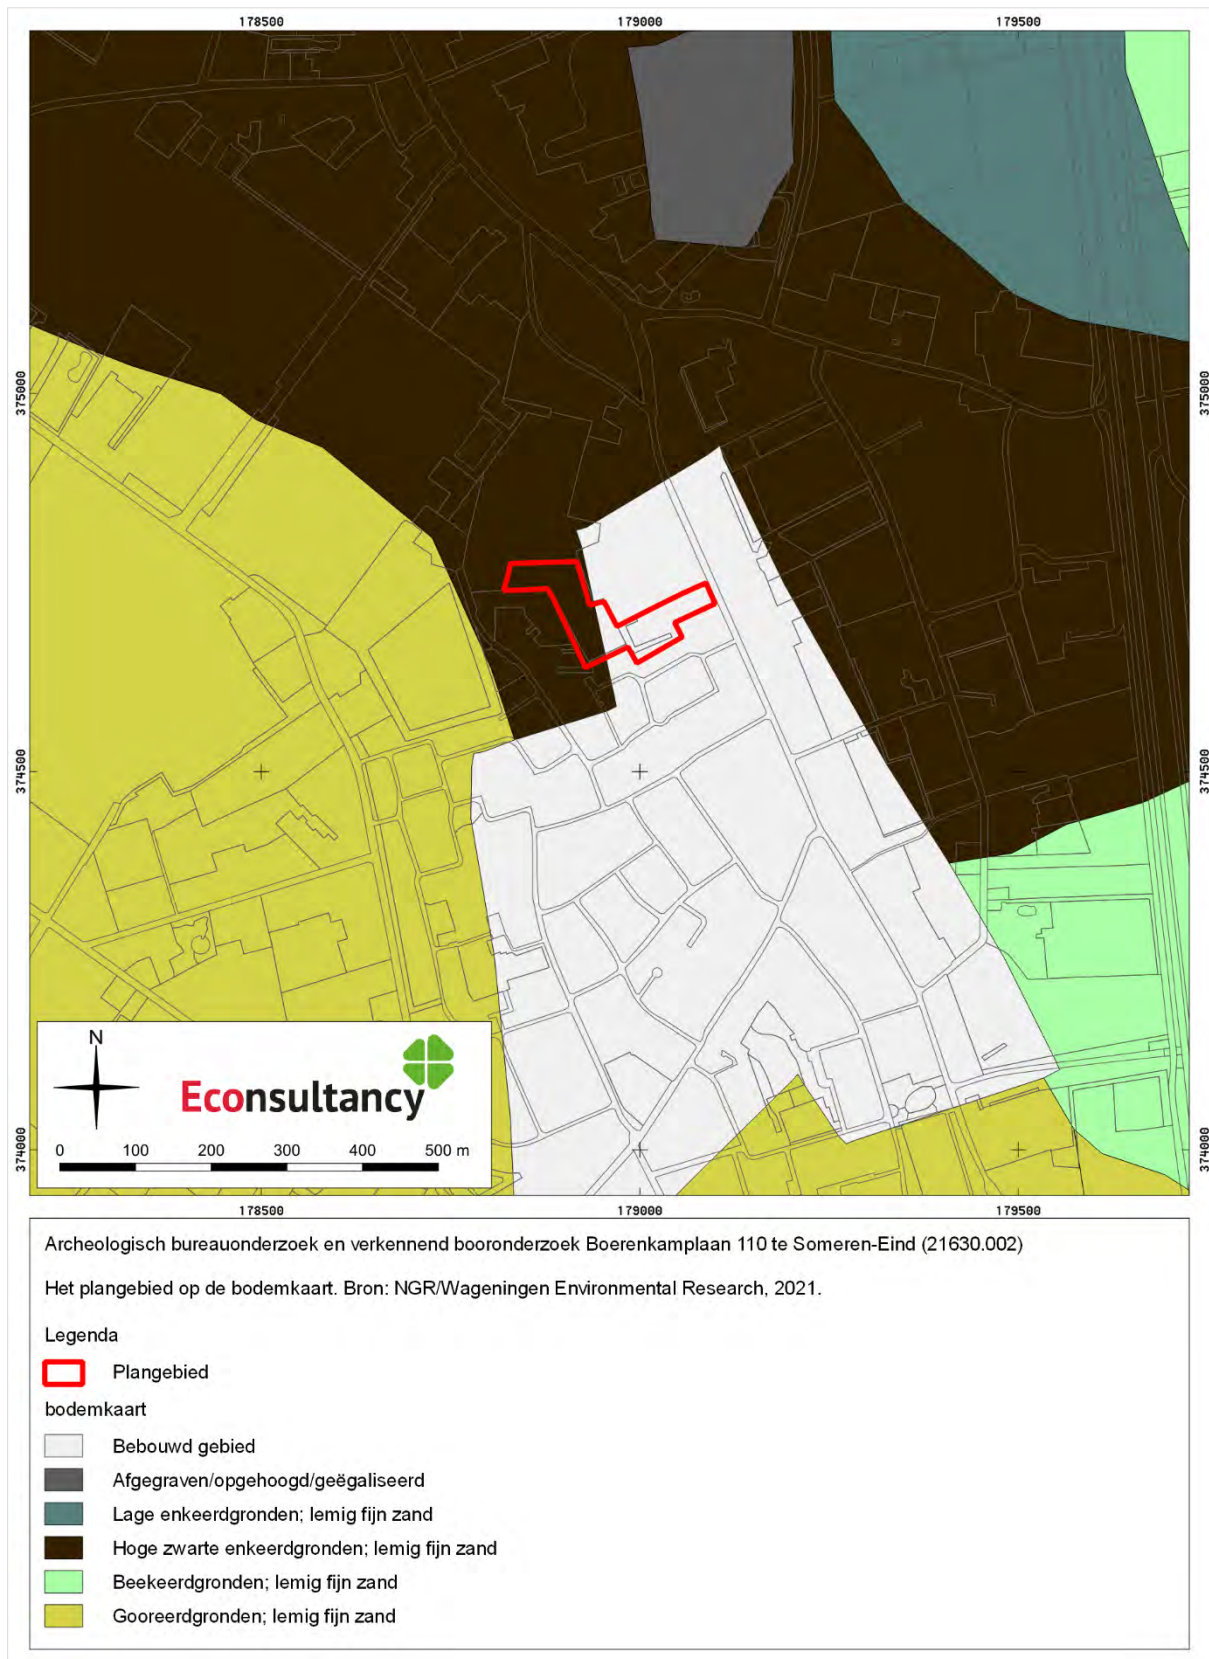 178500 179000 179500
375000 375000
374500 374500
374000 374000
N
Econsultancy
0 100 200 300 400 500 m
178500 179000 179500
Archeologisch bureauonderzoek en verkennend booronderzoek Boerenkamplaan 110 te Someren-Eind (21630.002)
Het plangebied op de bodemkaart. Bron: NGR/Wageningen Environmental Research, 2021.
Legenda
Plangebied
bodemkaart
Bebouwd gebied
Afgegraven/opgehoogd/geëgaliseerd
Lage enkeerdgronden; lemig fijn zand
Hoge zwarte enkeerdgronden; lemig fijn zand
Beekeerdgronden; lemig fijn zand
Gooreerdgronden; lemig fijn zand